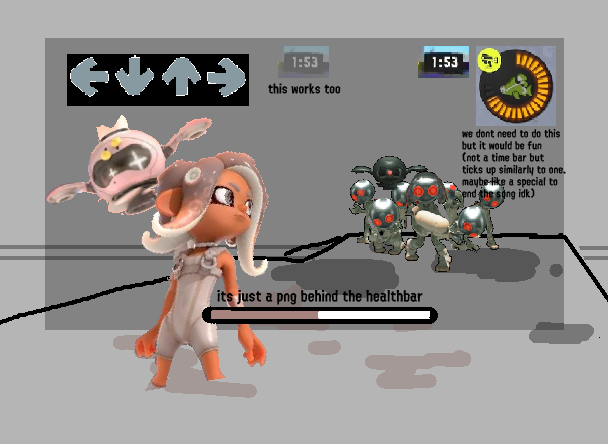 1:53
1:53
this works too
we dont need to do this
but it would be fun
(not a time bar but
ticks up similarly to one.
maybe like a special to
end the song idk)
its just a png behind the healthbar